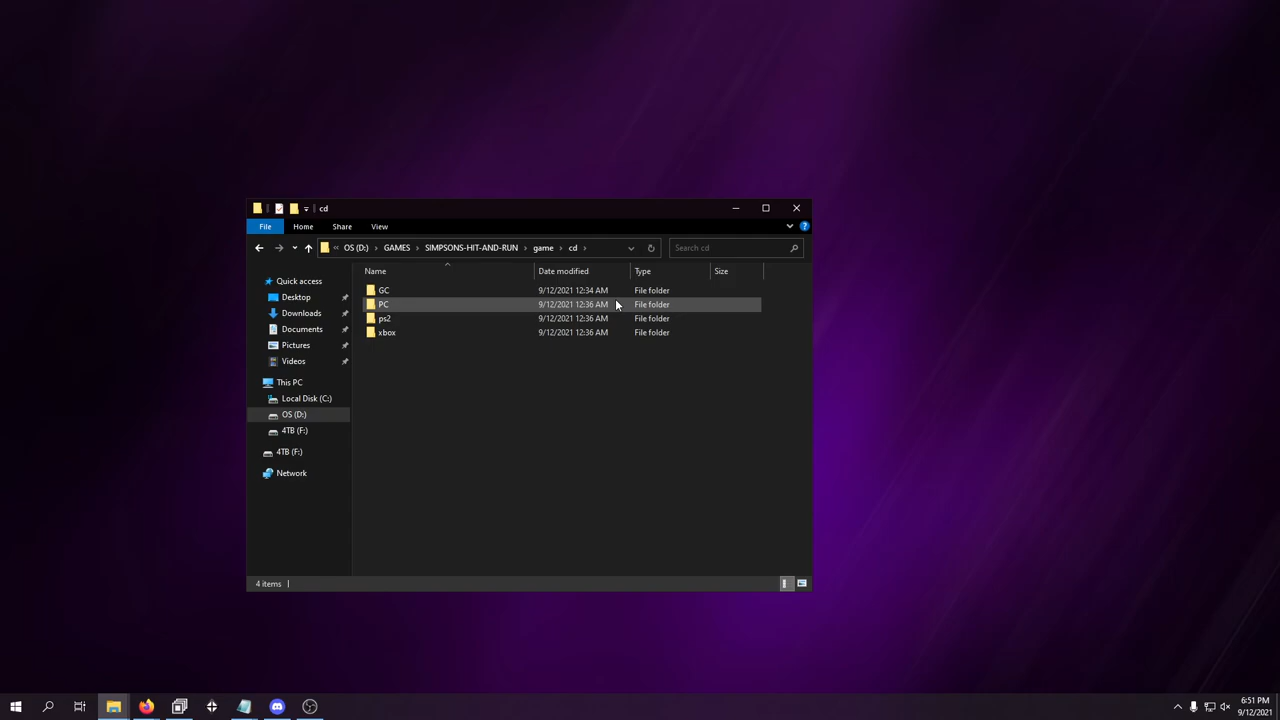 cd
File Home Share View
OS (D:) GAMES SIMPSONS-HIT-AND-RUN game cd
Search cd
Name Date modified Type Size
Quick access
Desktop
Downloads
Documents
Pictures
Videos
This PC
Local Disk (C:)
OS (D:)
4TB (F:)
4TB (F:)
Network
GC 9/12/2021 12:34 AM File folder
PC 9/12/2021 12:36 AM File folder
ps2 9/12/2021 12:36 AM File folder
xbox 9/12/2021 12:36 AM File folder
4 items
6:51 PM
9/12/2021